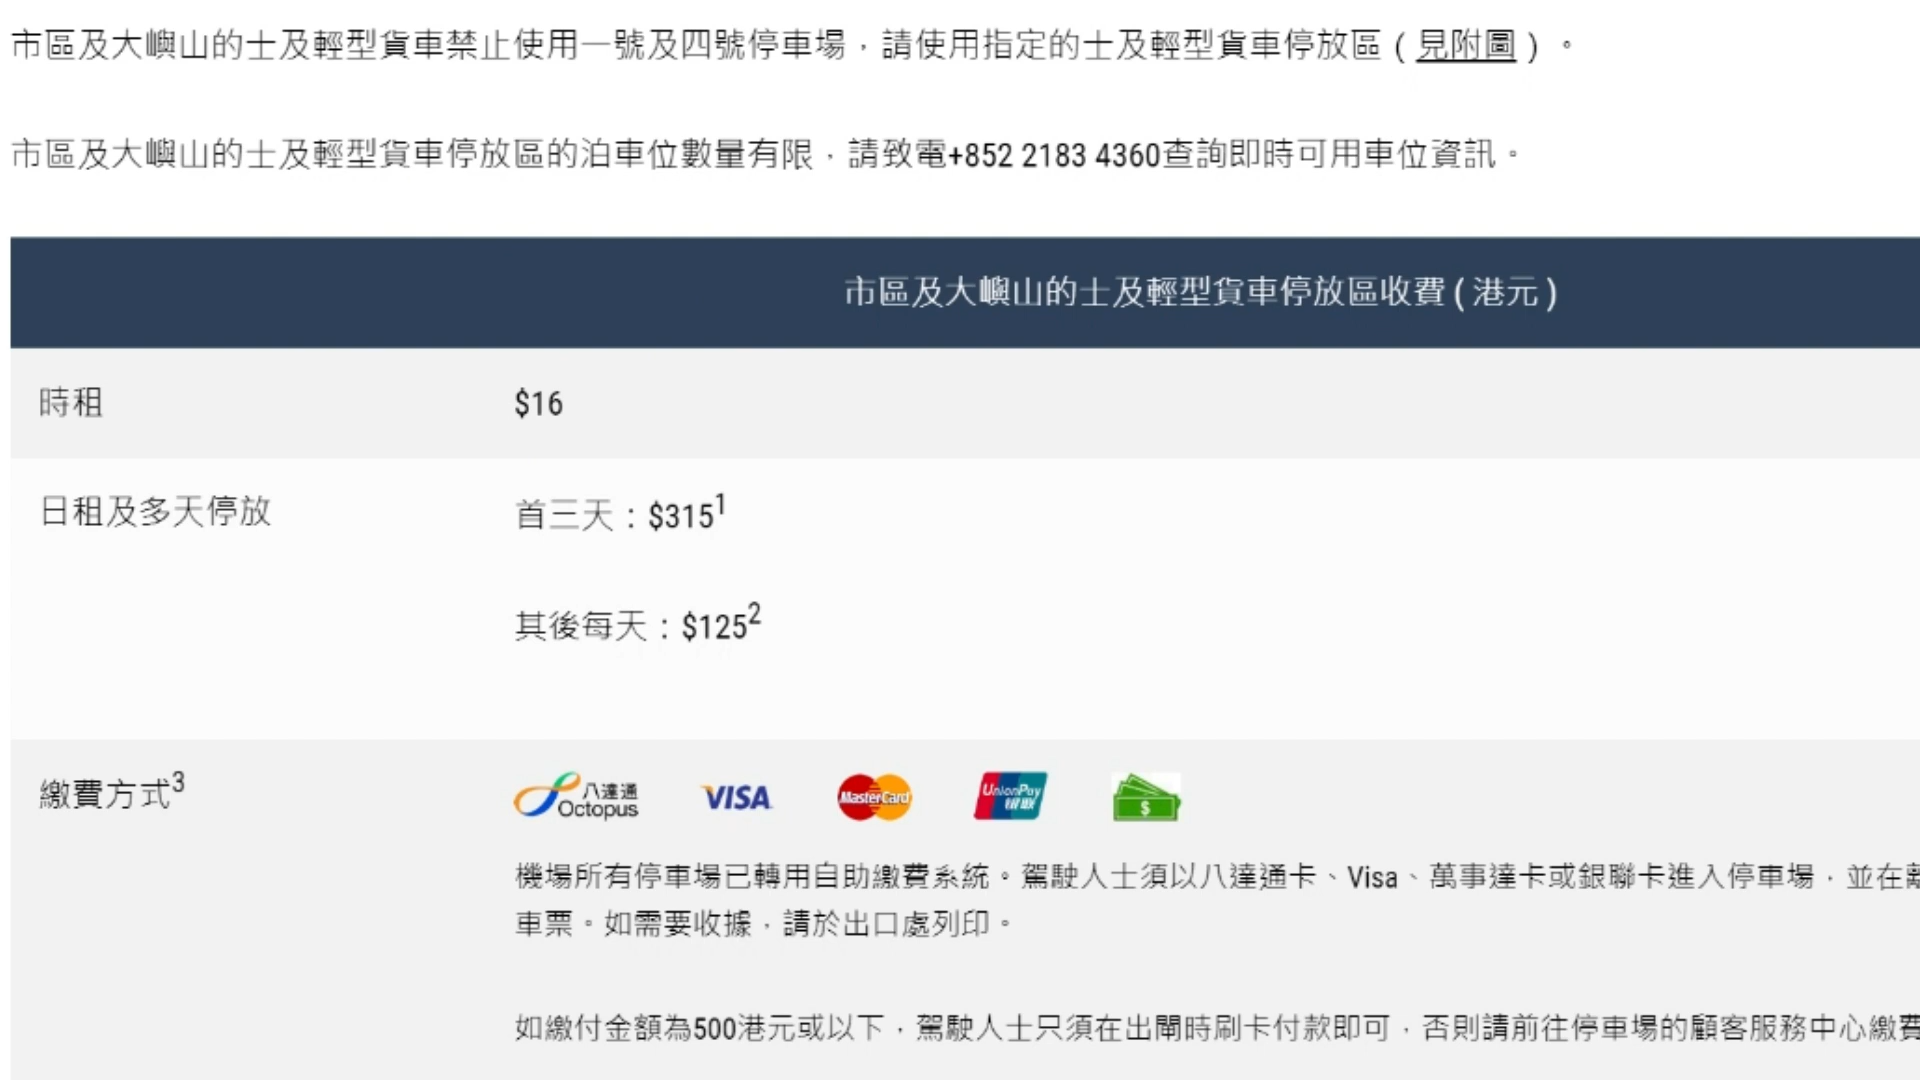 市區及大嶼山的士及輕型貨車禁止使用一號及四號停車場，請使用指定的士及輕型貨車停放區 ( 見附圖 ) 。
市區及大嶼山的士及輕型貨車停放區的泊車位數量有限，請致電+852 2183 4360查詢即時可用車位資訊。
市區及大嶼山的士及輕型貨車停放區收費 ( 港元 )
時租 $16
日租及多天停放 首三天：$315¹
其後每天：$125²
繳費方式³ 八達通 Octopus VISA MasterCard UnionPay 银联 $
機場所有停車場已轉用自助繳費系統。駕駛人士須以八達通卡、Visa、萬事達卡或銀聯卡進入停車場，並在
車票。如需要收據，請於出口處列印。
如繳付金額為500港元或以下，駕駛人士只須在出閘時刷卡付款即可，否則請前往停車場的顧客服務中心繳費